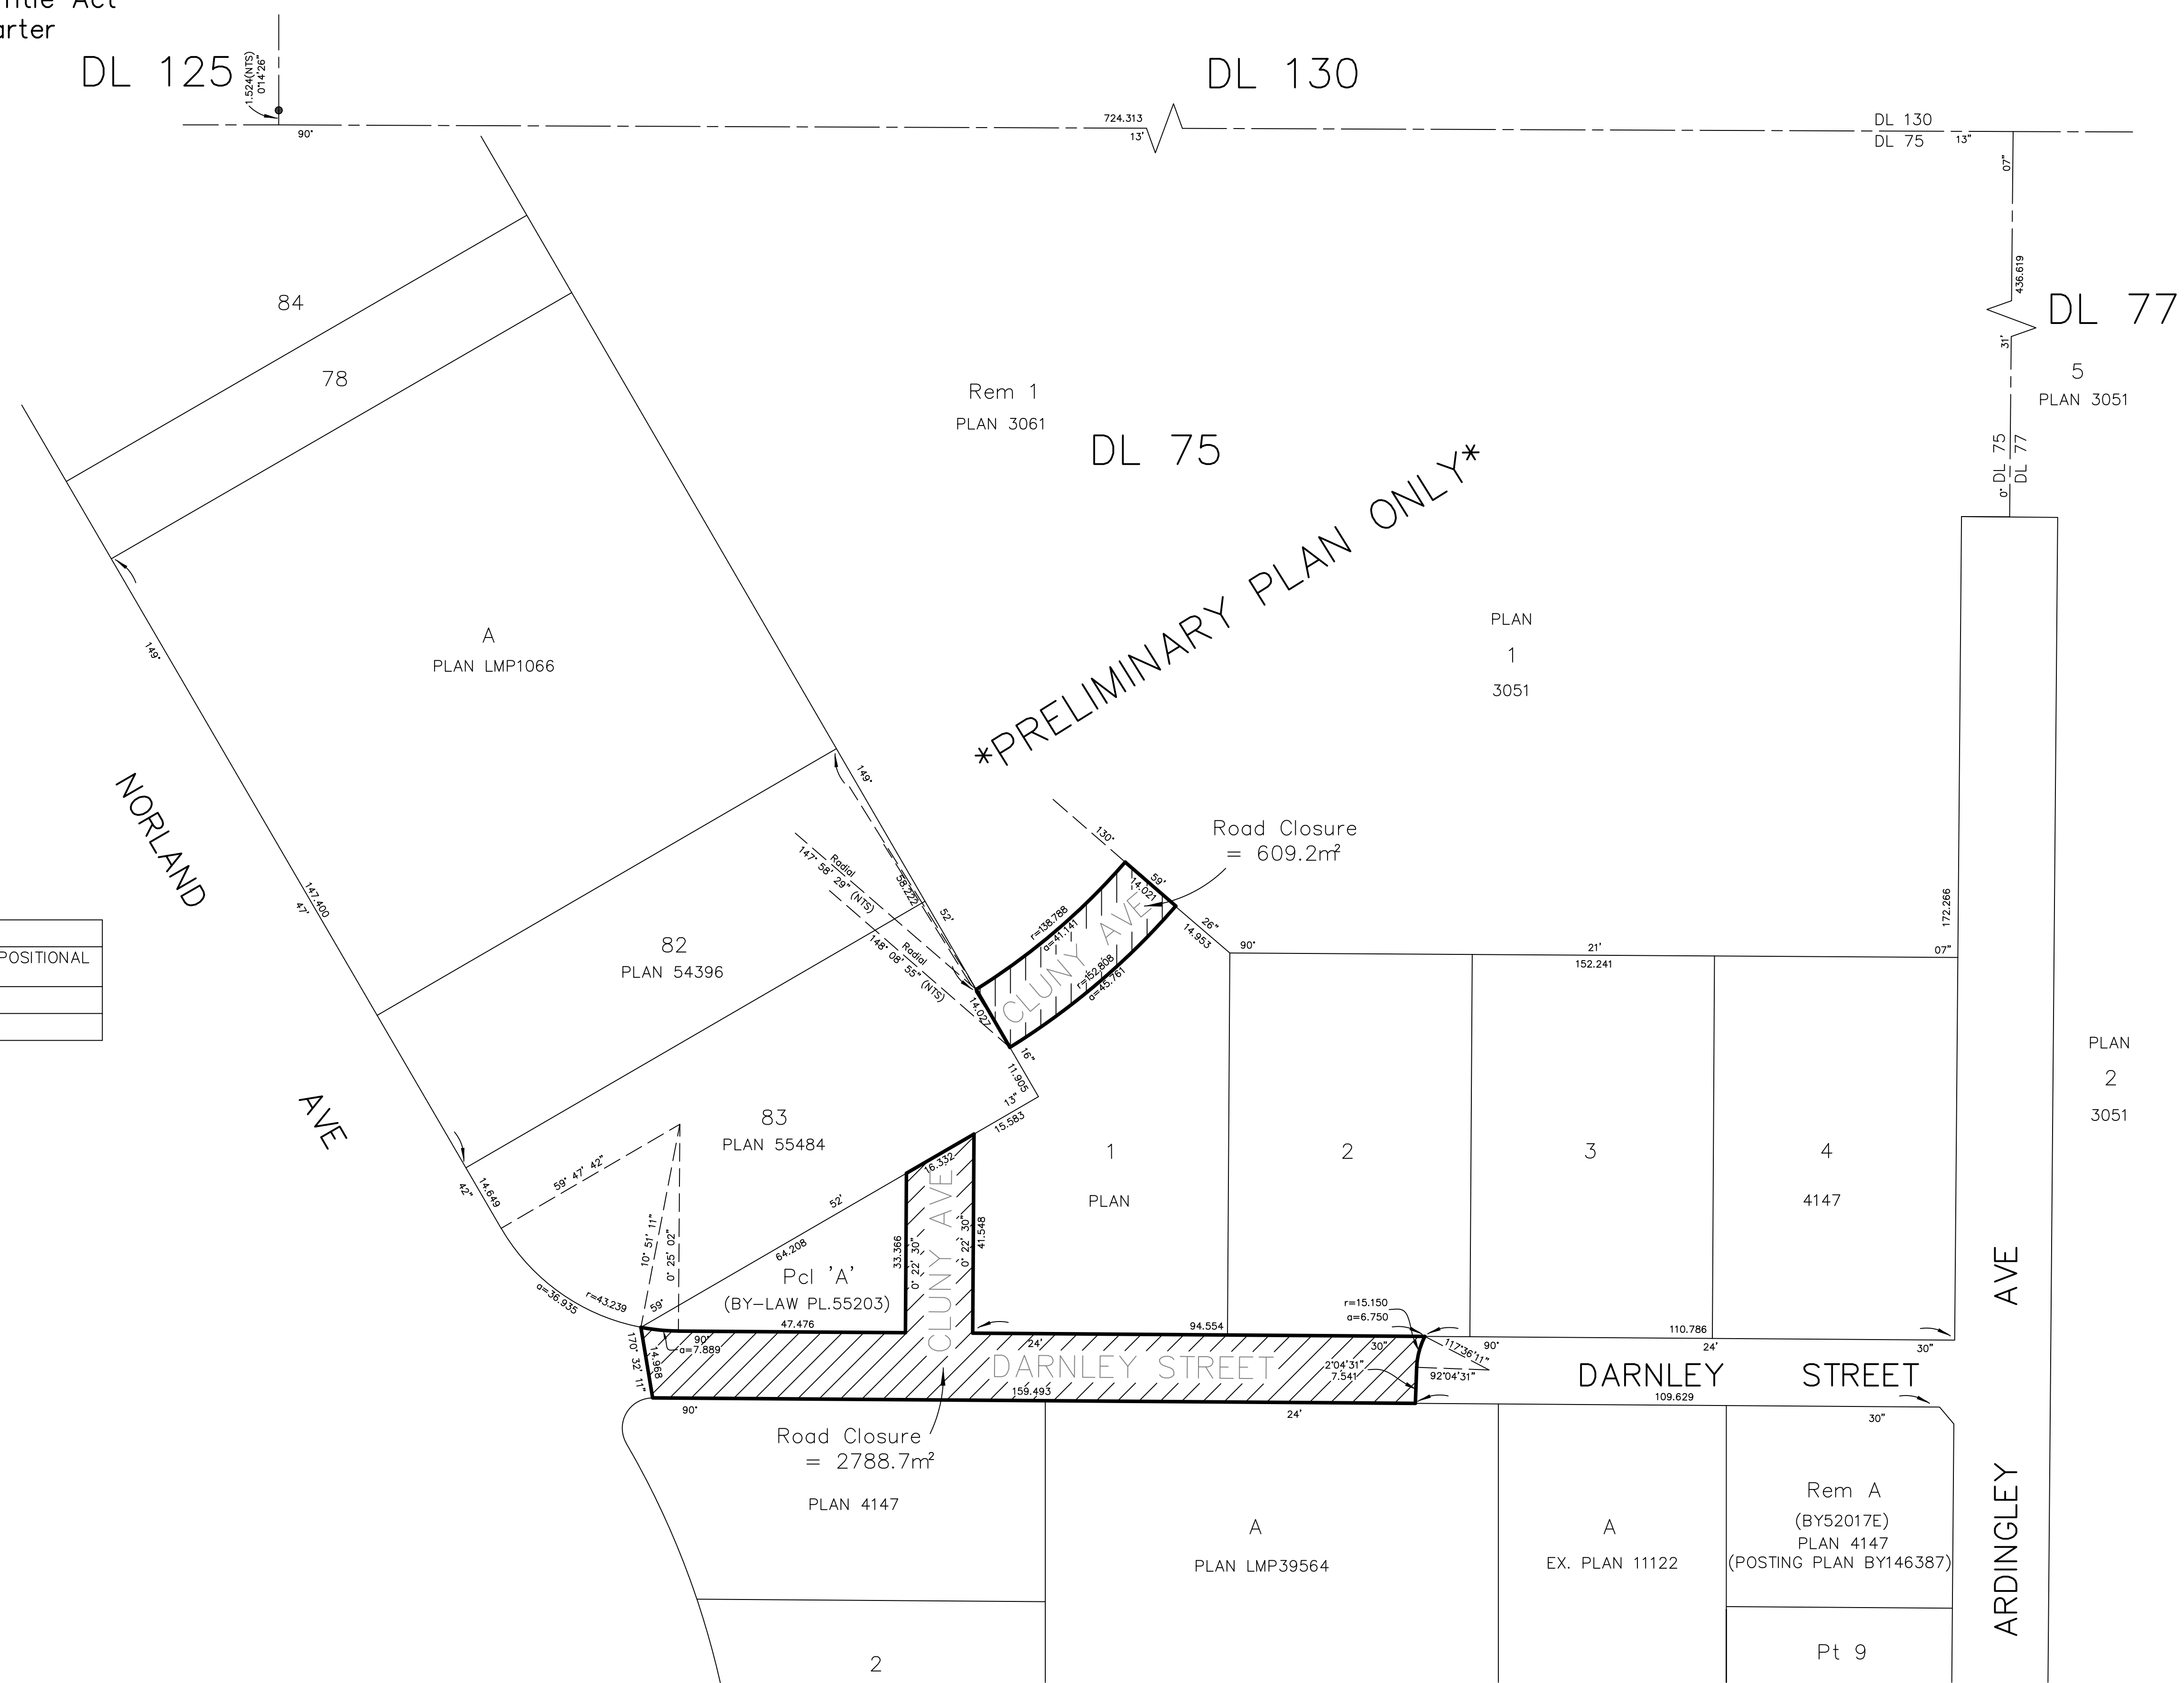 Title Act
arter
DL 125
1.524(NTS)
0°14'26"
DL 130
90°
724.313
13'
DL 130
DL 75
13"
07"
436.619
31'
DL 77
5
PLAN 3051
DL 75
DL 77
0°
84
78
Rem 1
PLAN 3061
DL 75
*PRELIMINARY PLAN ONLY*
A
PLAN LMP1066
PLAN
1
3051
149°
149°
NORLAND
AVE
147.400
47'
POSITIONAL
130°
Road Closure
= 609.2m²
59'
14.021
26"
14.953
r=138.788
a=41.141
CLUNY AVE
r=152.808
a=45.761
Radial
147° 58' 29" (NTS)
Radial
148° 08' 55" (NTS)
58.222
52'
14.027
16"
11.905
13"
15.583
90°
21'
152.241
07"
172.266
82
PLAN 54396
83
PLAN 55484
PLAN
2
3051
1
PLAN
2
3
4
4147
42"
14.649
59° 47' 42"
10° 51' 11"
0° 25' 02"
52'
64.208
16.332
33.366
0° 22' 30"
CLUNY AVE
0° 22' 30"
41.548
Pcl 'A'
(BY-LAW PL.55203)
a=36.935
r=43.239
59°
47.476
90°
a=7.889
170° 32' 11"
14.968
24'
94.554
30"
r=15.150
a=6.750
117°36'11"
92°04'31"
2°04'31"
7.541
90°
110.786
24'
30"
DARNLEY STREET
159.493
DARNLEY STREET
109.629
90°
24'
30"
AVE
ARDINGLEY
Road Closure
= 2788.7m²
PLAN 4147
A
PLAN LMP39564
A
EX. PLAN 11122
Rem A
(BY52017E)
PLAN 4147
(POSTING PLAN BY146387)
2
Pt 9